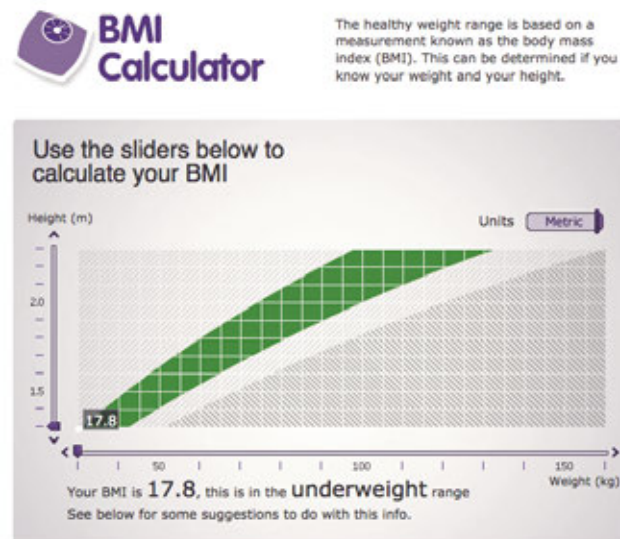 BMI
Calculator
The healthy weight range is based on a
measurement known as the body mass
index (BMI). This can be determined if you
know your weight and your height.
Use the sliders below to
calculate your BMI
Height (m)
Units Metric
2.0
1.5
17.8
50 100 150
Weight (kg)
Your BMI is 17.8, this is in the underweight range
See below for some suggestions to do with this info.